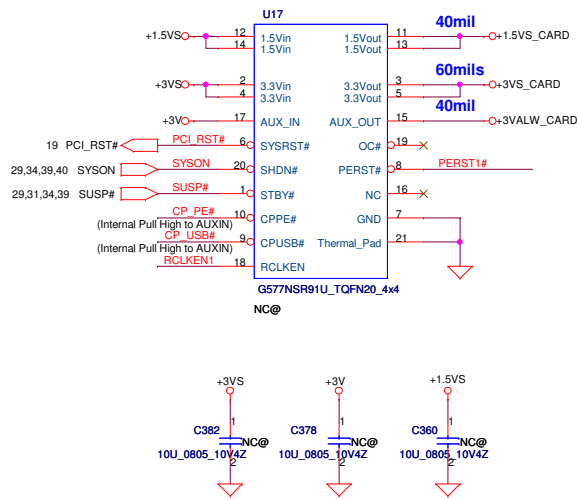 U17
40mil
+1.5VS 12 1.5Vin 1.5Vout 11 +1.5VS_CARD
14 1.5Vin 1.5Vout 13
60mils
+3VS 2 3.3Vin 3.3Vout 3 +3VS_CARD
4 3.3Vin 3.3Vout 5
40mil
+3V 17 AUX_IN AUX_OUT 15 +3VALW_CARD
19 PCI_RST# PCI_RST# 6 SYSRST# OC# 19
29,34,39,40 SYSON SYSON 20 SHDN# PERST# 8 PERST1#
29,31,34,39 SUSP# SUSP# 1 STBY# NC 16
CP_PE# 10 CPPE# GND 7
(Internal Pull High to AUXIN)
CP_USB# 9 CPUSB# Thermal_Pad 21
(Internal Pull High to AUXIN)
RCLKEN1 18 RCLKEN
G577NSR91U_TQFN20_4x4
NC@
+3VS +3V +1.5VS
1 1 1
C382 C378 C360
NC@ NC@ NC@
10U_0805_10V4Z 10U_0805_10V4Z 10U_0805_10V4Z
2 2 2